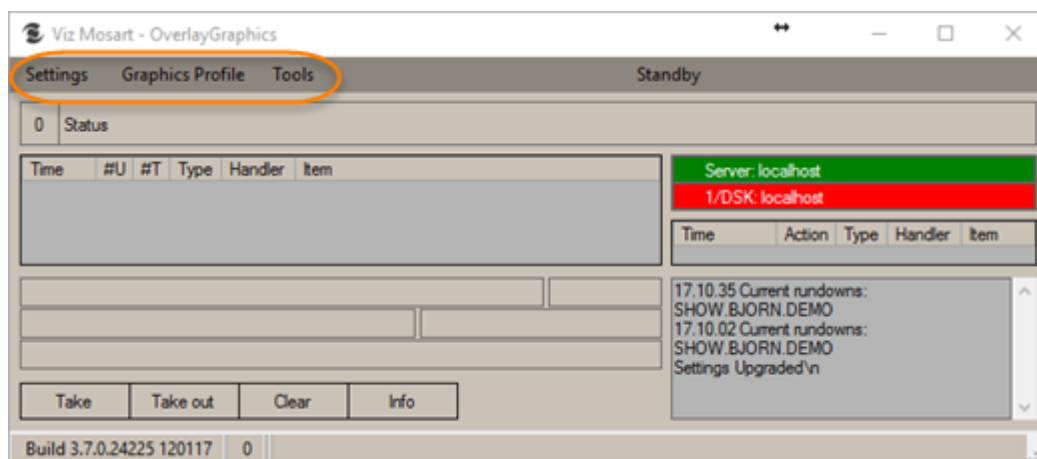 Viz Mosart - OverlayGraphics
Settings Graphics Profile Tools Standby
0 Status
Time #U #T Type Handler Item
Server: localhost
1/DSK: localhost
Time Action Type Handler Item
17.10.35 Current rundowns:
SHOW.BJORN.DEMO
17.10.02 Current rundowns:
SHOW.BJORN.DEMO
Settings Upgraded\n
Take Take out Clear Info
Build 3.7.0.24225 120117 0